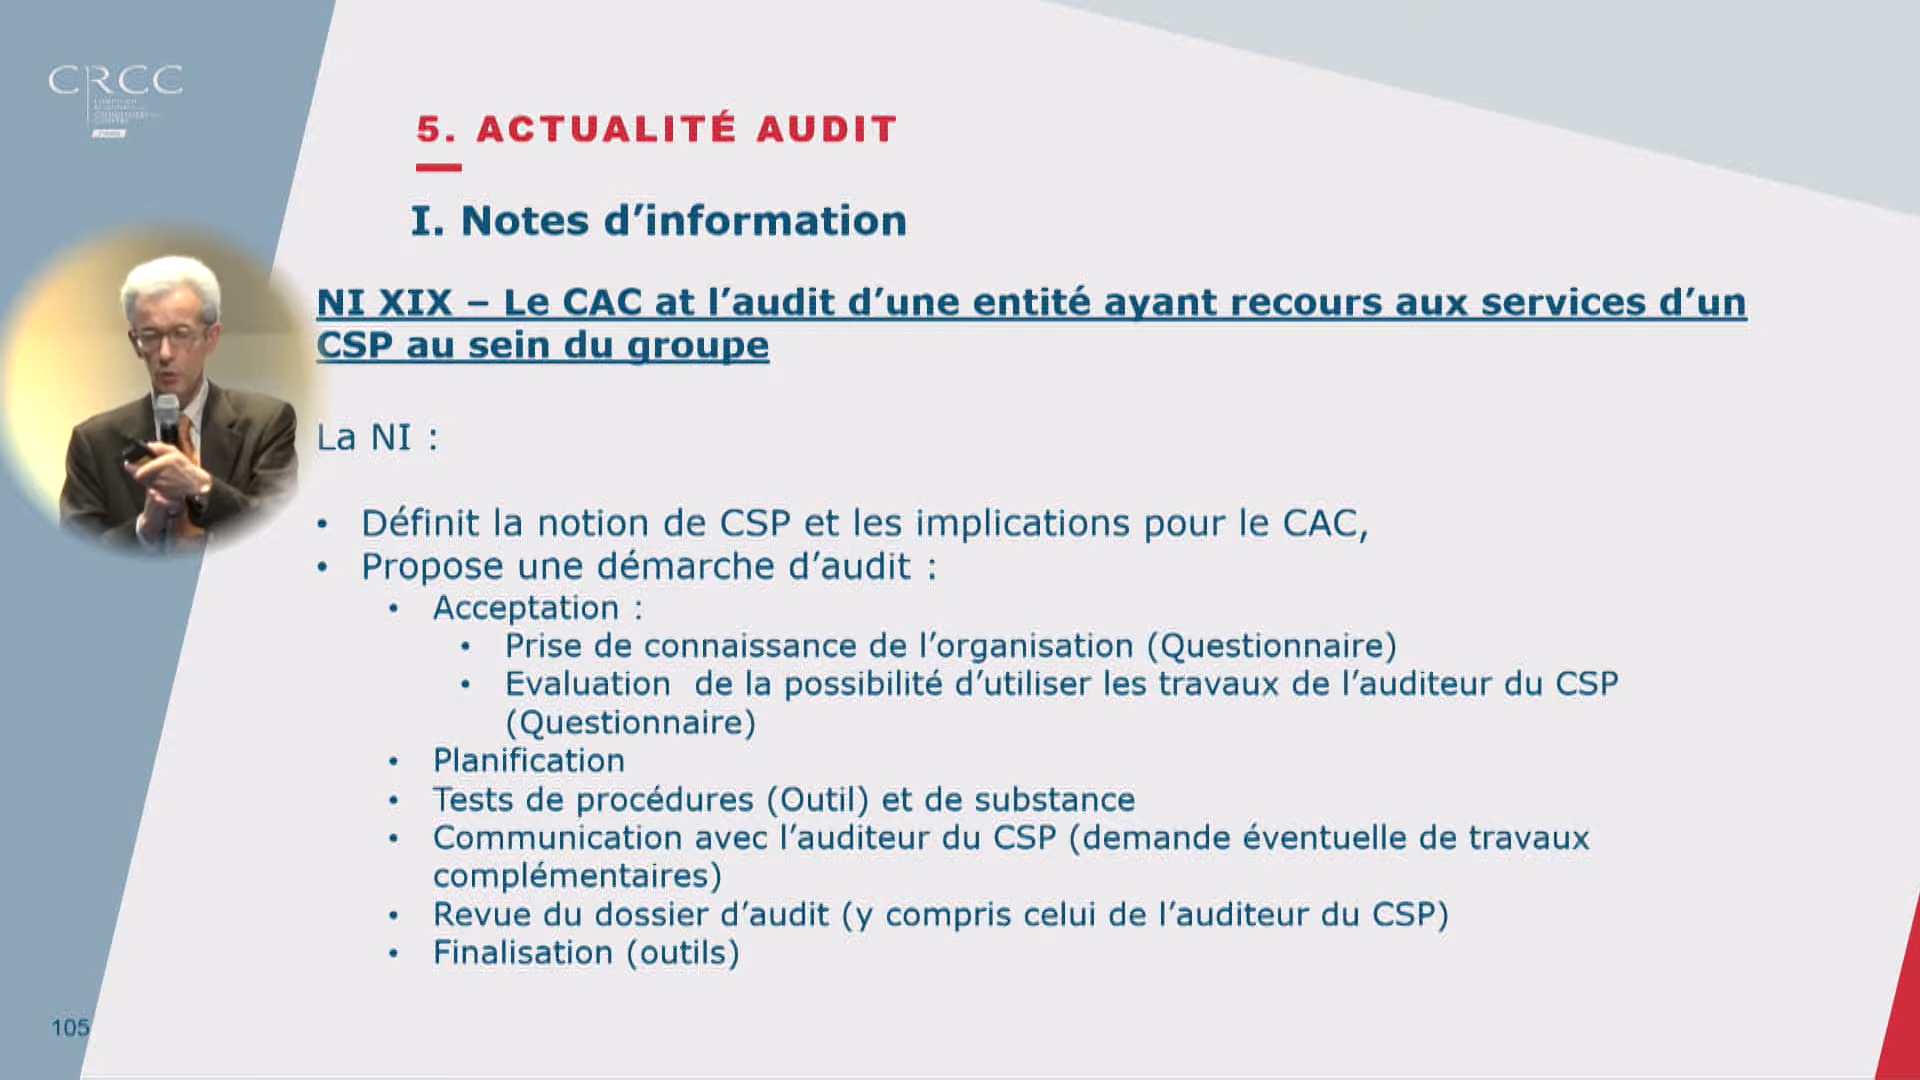 CRCC
5. ACTUALITÉ AUDIT
I. Notes d’information
NI XIX – Le CAC at l’audit d’une entité ayant recours aux services d’un
CSP au sein du groupe
La NI :
• Définit la notion de CSP et les implications pour le CAC,
• Propose une démarche d’audit :
• Acceptation :
• Prise de connaissance de l’organisation (Questionnaire)
• Evaluation de la possibilité d’utiliser les travaux de l’auditeur du CSP
(Questionnaire)
• Planification
• Tests de procédures (Outil) et de substance
• Communication avec l’auditeur du CSP (demande éventuelle de travaux
complémentaires)
• Revue du dossier d’audit (y compris celui de l’auditeur du CSP)
• Finalisation (outils)
105